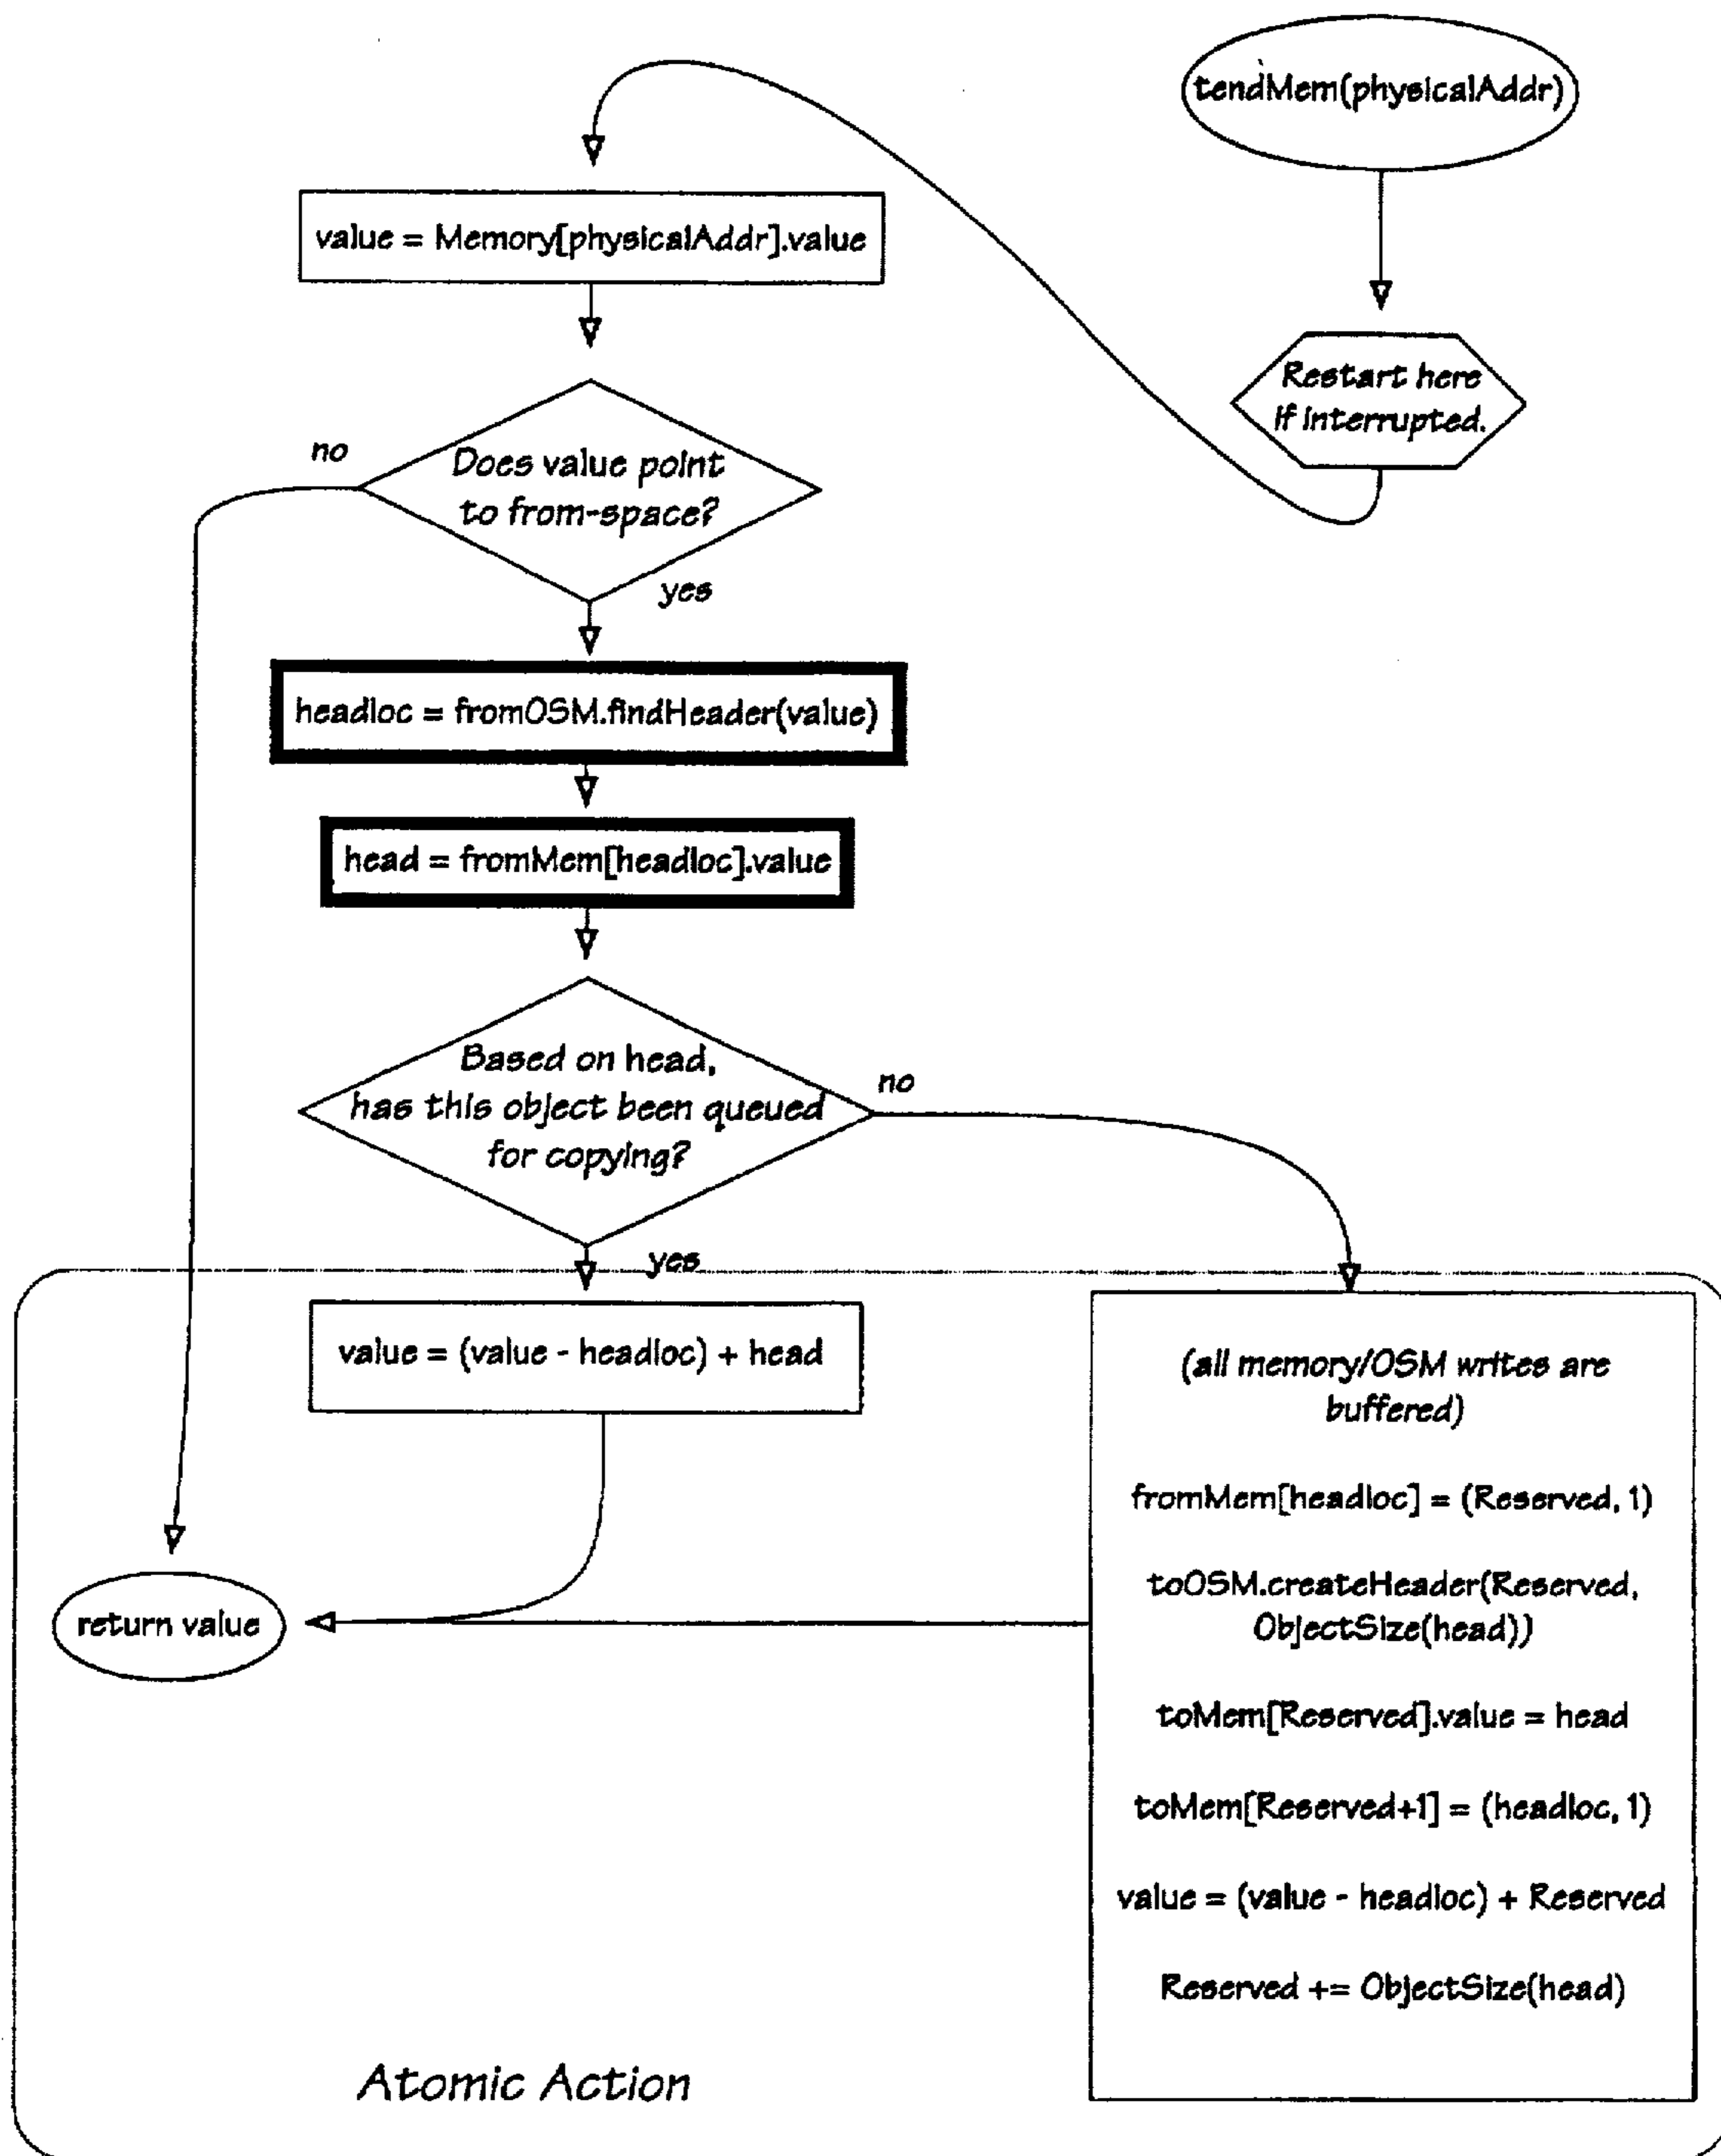 tendMem(physicalAddr)
Restart here
if interrupted.
value = Memory[physicalAddr].value
Does value point
to from-space?
no
yes
headloc = fromOSM.findHeader(value)
head = fromMem[headloc].value
Based on head,
has this object been queued
for copying?
no
yes
value = (value - headloc) + head
return value
(all memory/OSM writes are
buffered)
fromMem[headloc] = (Reserved, 1)
toOSM.createHeader(Reserved,
ObjectSize(head))
toMem[Reserved].value = head
toMem[Reserved+1] = (headloc, 1)
value = (value - headloc) + Reserved
Reserved += ObjectSize(head)
Atomic Action